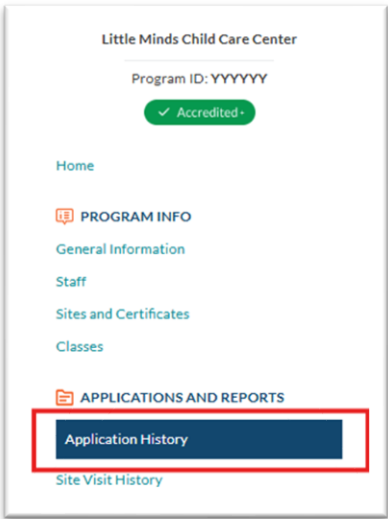 Little Minds Child Care Center
Program ID: YYYYYY
Accredited
Home
PROGRAM INFO
General Information
Staff
Sites and Certificates
Classes
APPLICATIONS AND REPORTS
Application History
Site Visit History